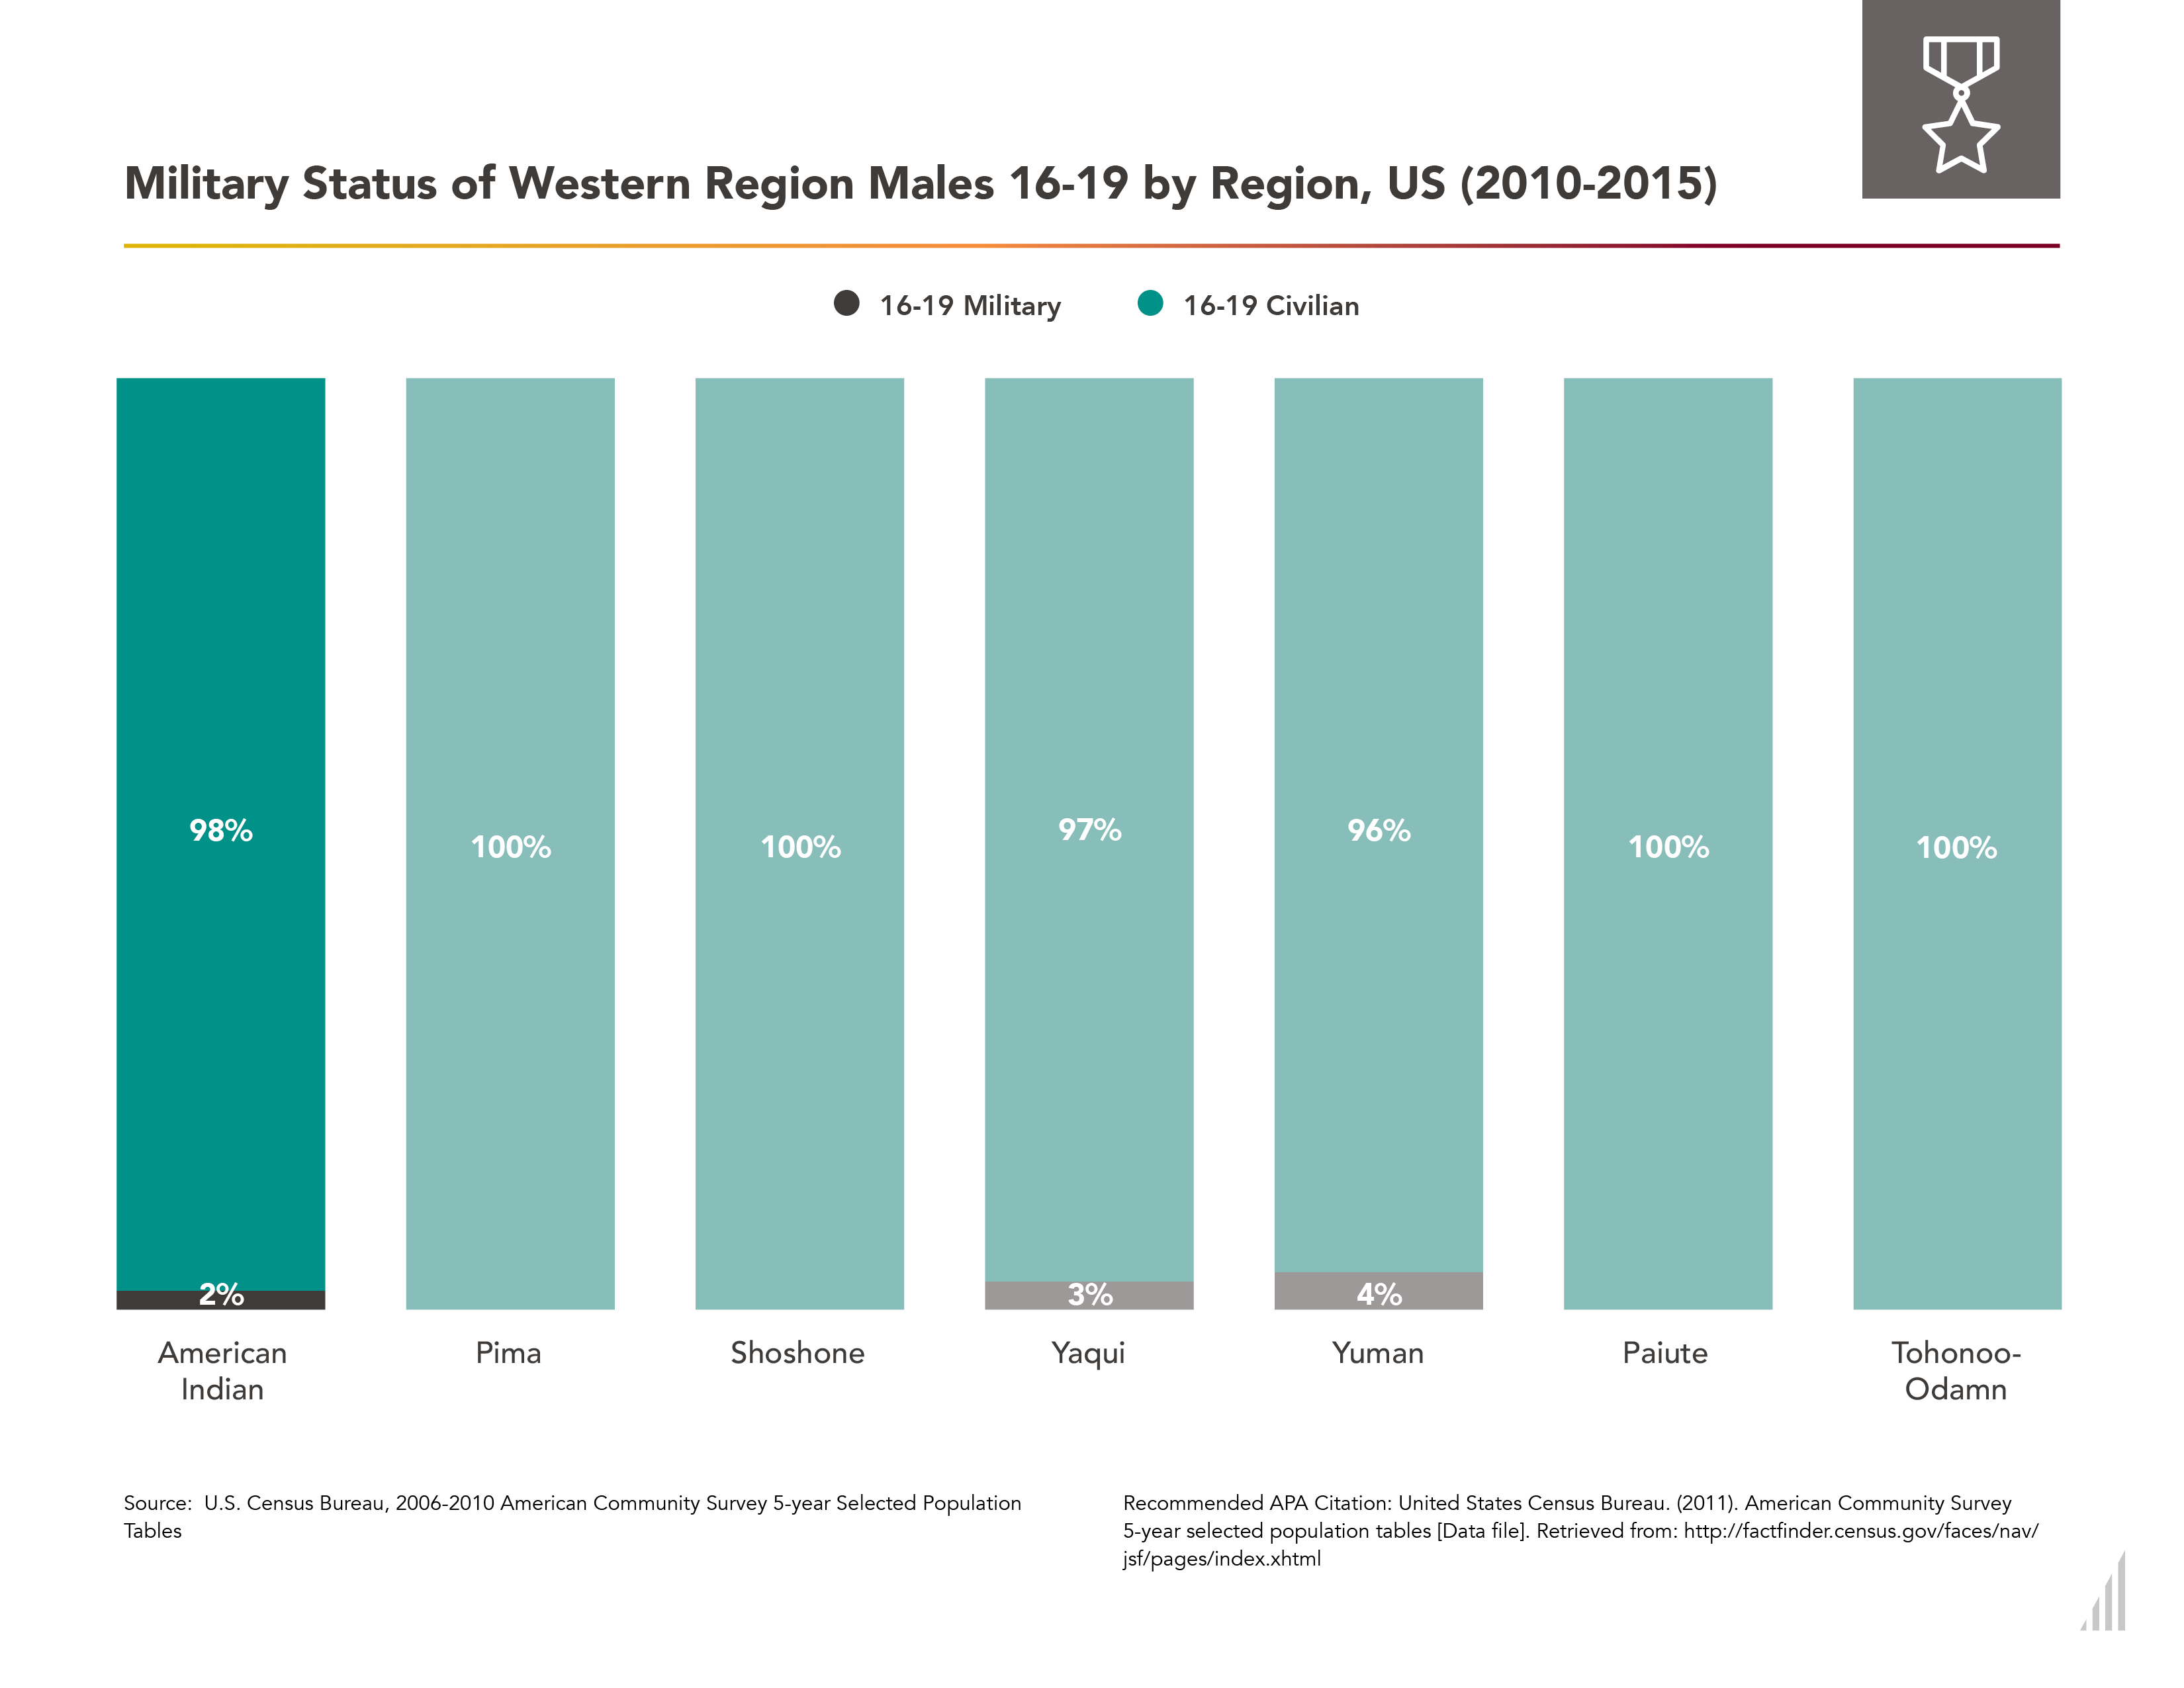 Military Status of Western Region Males 16-19 by Region, US (2010-2015)
16-19 Military
16-19 Civilian
98%
100%
100%
97%
96%
100%
100%
2%
3%
4%
American
Indian
Pima
Shoshone
Yaqui
Yuman
Paiute
Tohonoo-
Odamn
Source:  U.S. Census Bureau, 2006-2010 American Community Survey 5-year Selected Population
Tables
Recommended APA Citation: United States Census Bureau. (2011). American Community Survey
5-year selected population tables [Data file]. Retrieved from: http://factfinder.census.gov/faces/nav/
jsf/pages/index.xhtml